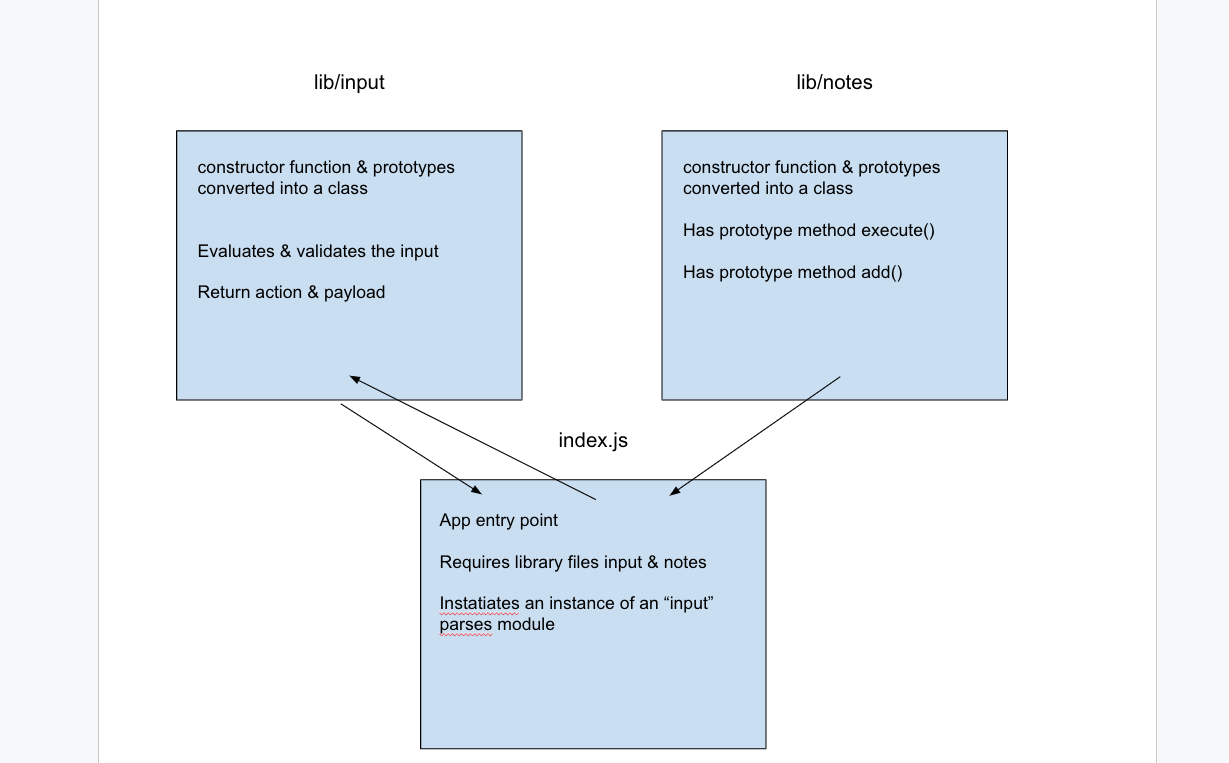 lib/input
constructor function & prototypes
converted into a class
Evaluates & validates the input
Return action & payload
lib/notes
constructor function & prototypes
converted into a class
Has prototype method execute()
Has prototype method add()
index.js
App entry point
Requires library files input & notes
Instatiates an instance of an “input”
parses module